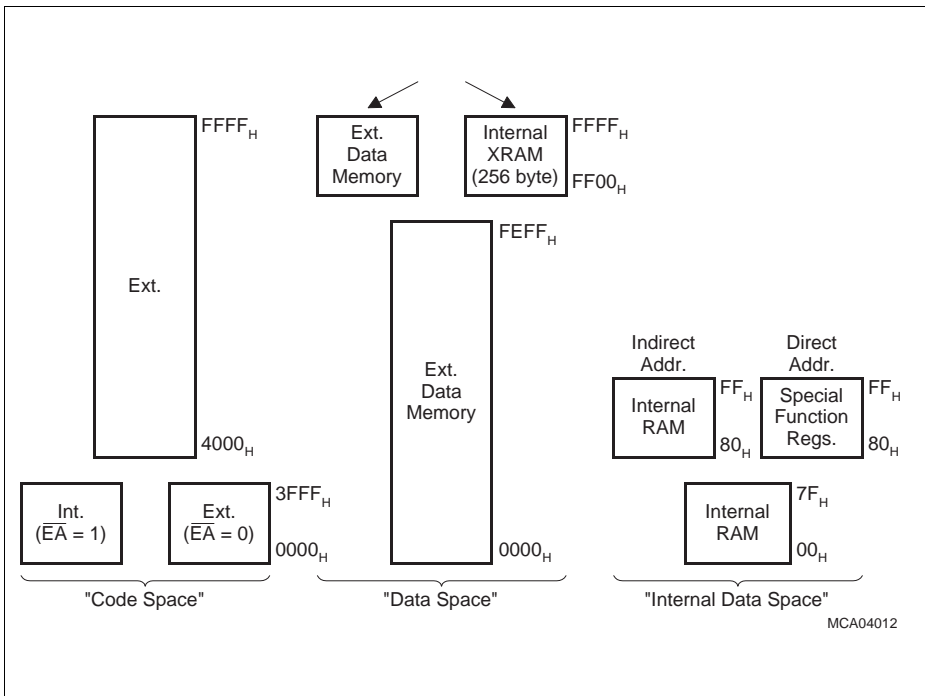 FFFFH
Ext.
4000H
Int.
(EA = 1)
Ext.
(EA = 0)
3FFFH
0000H
"Code Space"
Ext.
Data
Memory
Internal
XRAM
(256 byte)
FFFFH
FF00H
FEFFH
Ext.
Data
Memory
0000H
"Data Space"
Indirect
Addr.
Internal
RAM
FFH
80H
Direct
Addr.
Special
Function
Regs.
FFH
80H
Internal
RAM
7FH
00H
"Internal Data Space"
MCA04012